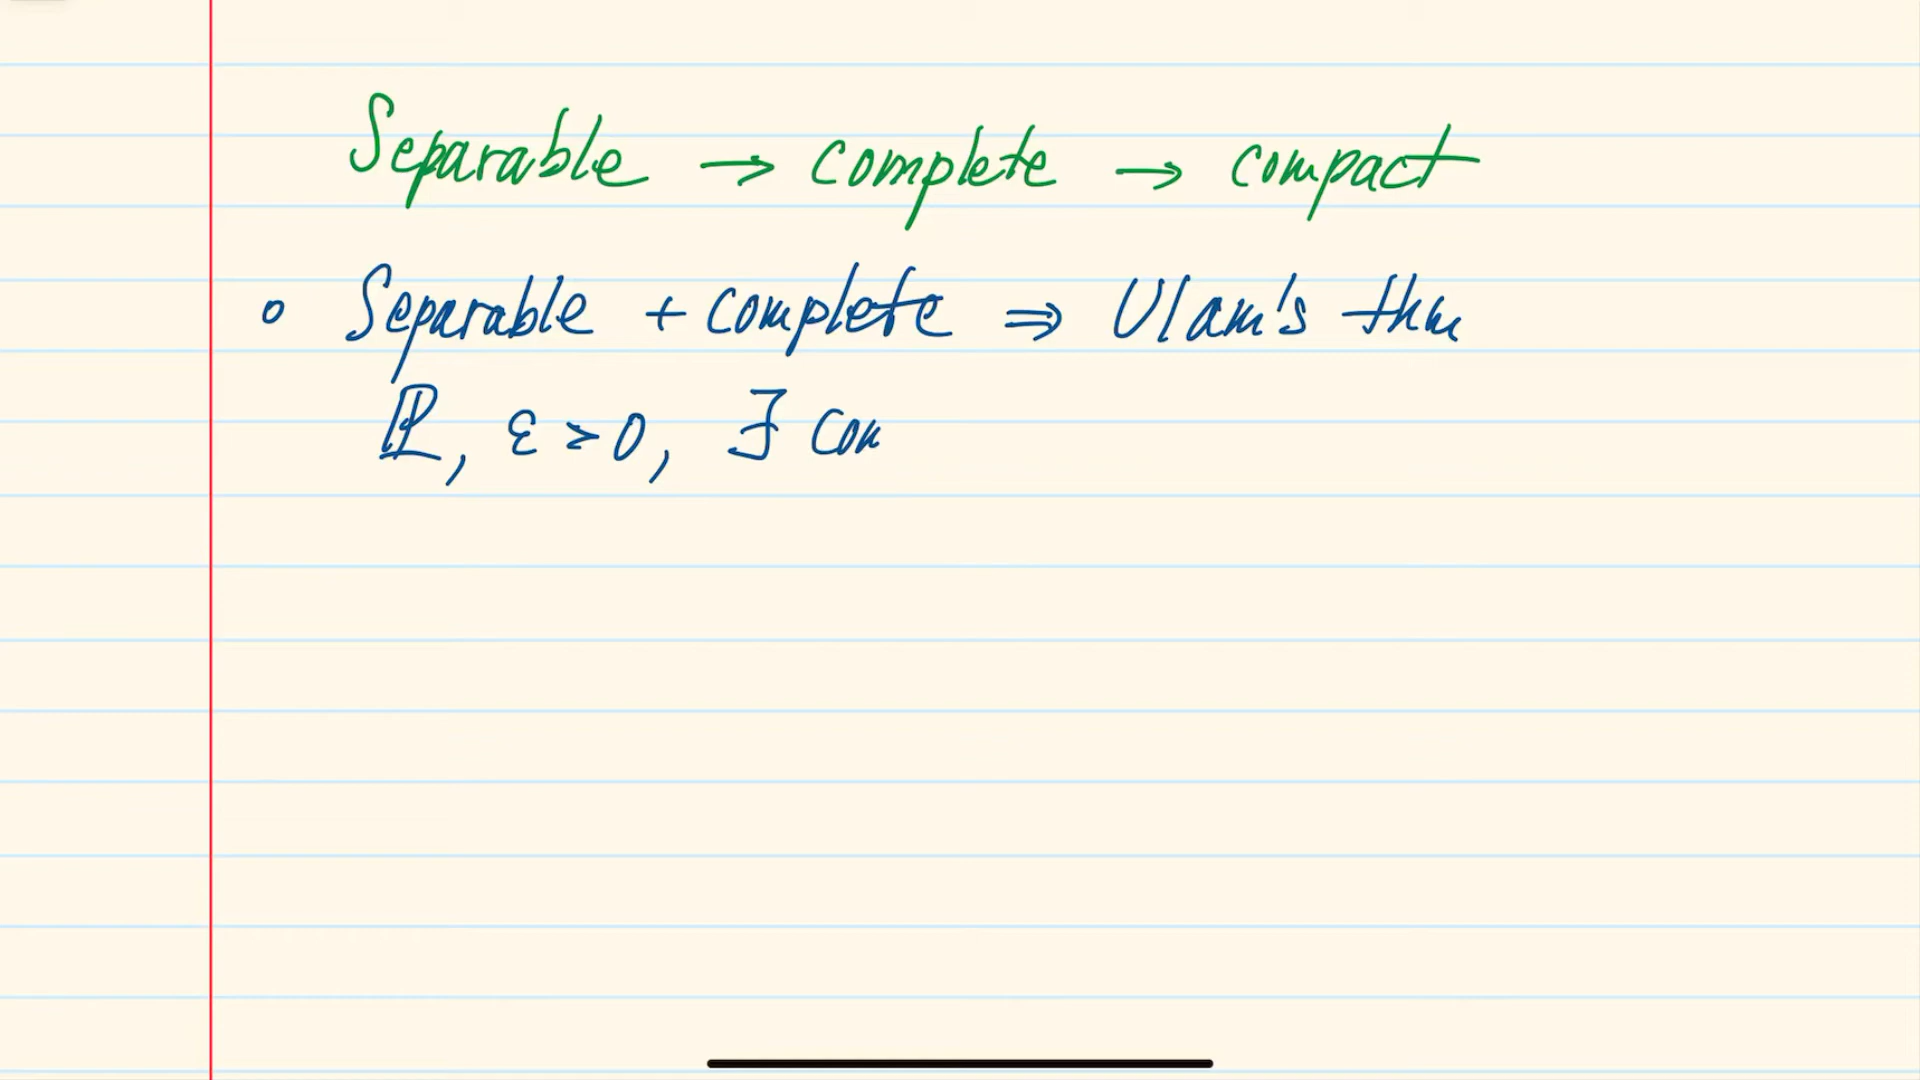 Separable → complete → compact
o Separable + complete ⇒ Ulam's thm
ℙ, ε > 0, ∃ com